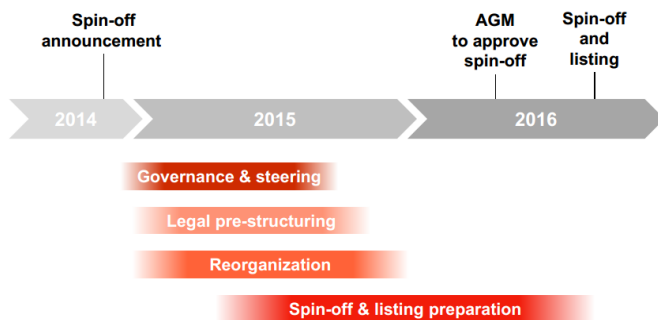 Spin-off
announcement
AGM
to approve
spin-off
Spin-off
and
listing
2014
2015
2016
Governance & steering
Legal pre-structuring
Reorganization
Spin-off & listing preparation